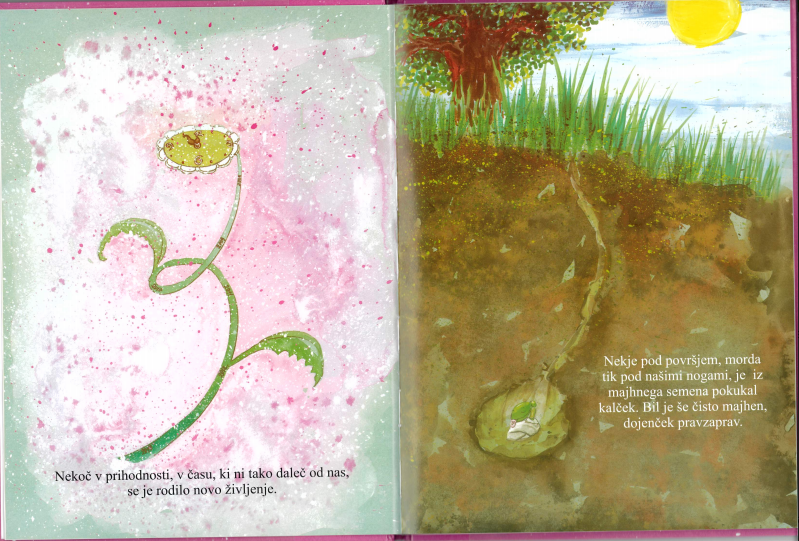 Nekoč v prihodnosti, v času, ki ni tako daleč od nas,
se je rodilo novo življenje.
Nekje pod površjem, morda
tik pod našimi nogami, je iz
majhnega semena pokukal
kalček. Bil je še čisto majhen,
dojenček pravzaprav.